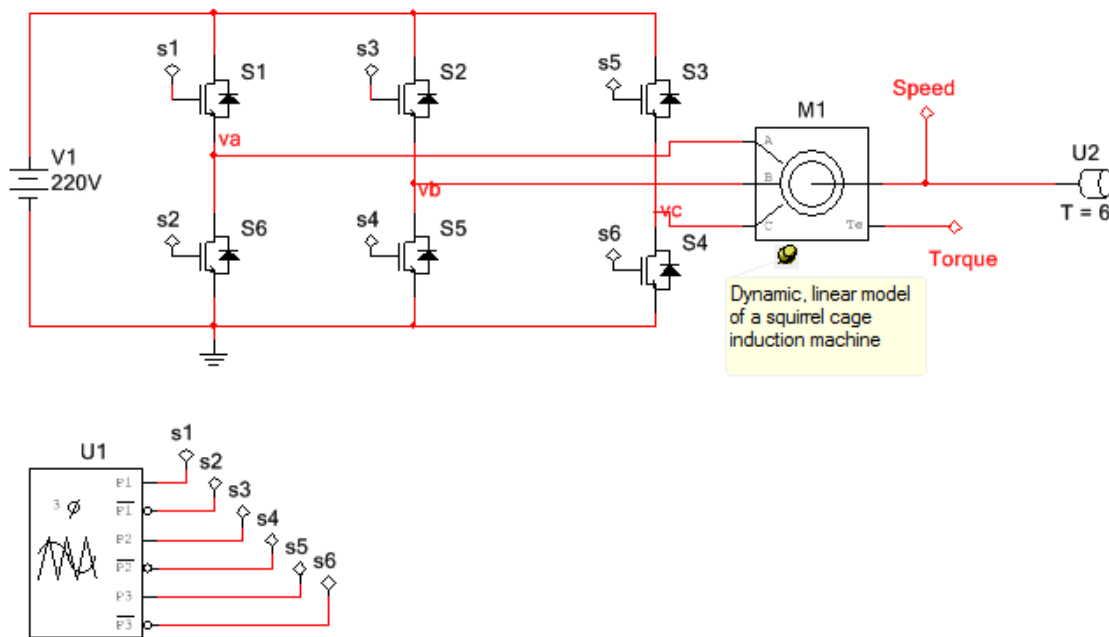 s1
S1
s3
S2
s5
S3
Speed
va
M1
V1
220V
A
B
C
Te
U2
T = 6
vb
vc
s2
S6
s4
S5
s6
S4
Torque
Dynamic, linear model
of a squirrel cage
induction machine
U1
s1
s2
s3
s4
s5
s6
3 ϕ
P1
P1
P2
P2
P3
P3